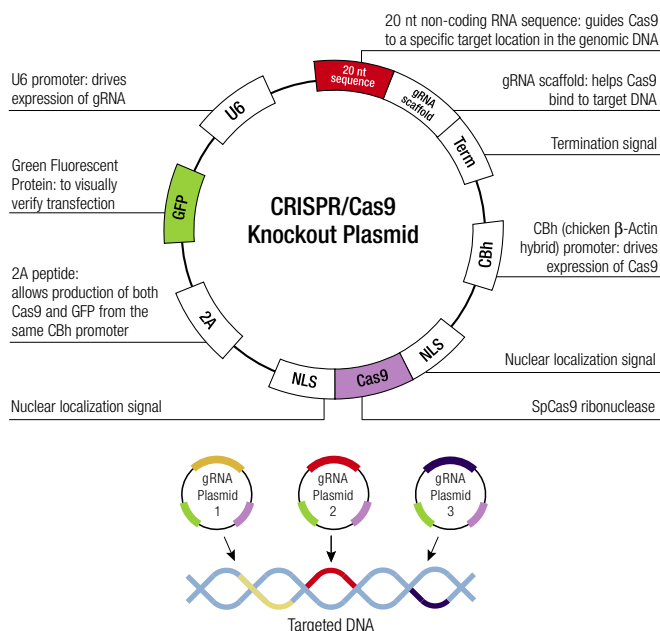 20 nt non-coding RNA sequence: guides Cas9
to a specific target location in the genomic DNA
U6 promoter: drives
expression of gRNA
20 nt
sequence
gRNA
scaffold
gRNA scaffold: helps Cas9
bind to target DNA
U6
Term
Termination signal
Green Fluorescent
Protein: to visually
verify transfection
GFP
CRISPR/Cas9
Knockout Plasmid
CBh
CBh (chicken β-Actin
hybrid) promoter: drives
expression of Cas9
2A peptide:
allows production of both
Cas9 and GFP from the
same CBh promoter
2A
NLS
Cas9
NLS
Nuclear localization signal
Nuclear localization signal
SpCas9 ribonuclease
gRNA
Plasmid
1
gRNA
Plasmid
2
gRNA
Plasmid
3
Targeted DNA